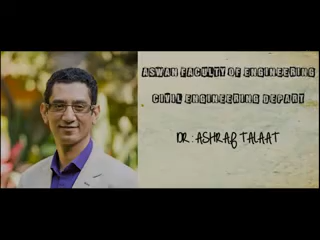 ASWAN FACULTY OF ENGINEERING
CIVIL ENGINEERING DEPART
DR : ASHRAf TALAAT